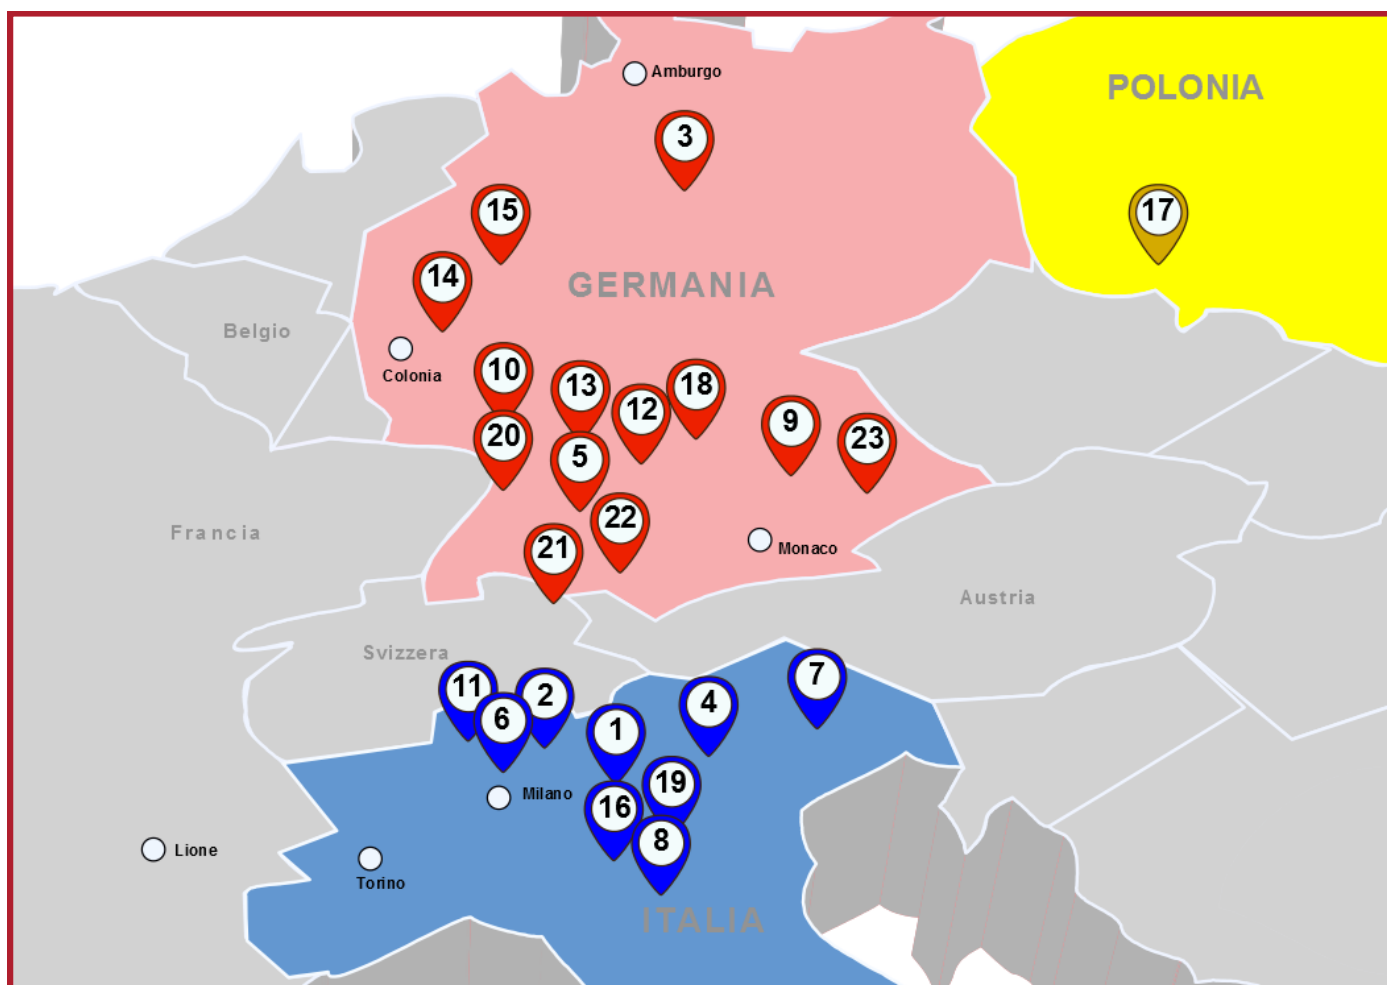 Amburgo
POLONIA
3
15
17
14
GERMANIA
Belgio
Colonia
10
13
18
12
9
20
5
23
22
Francia
21
Monaco
Austria
Svizzera
11
2
7
6
4
1
19
Milano
16
8
Lione
Torino
ITALIA